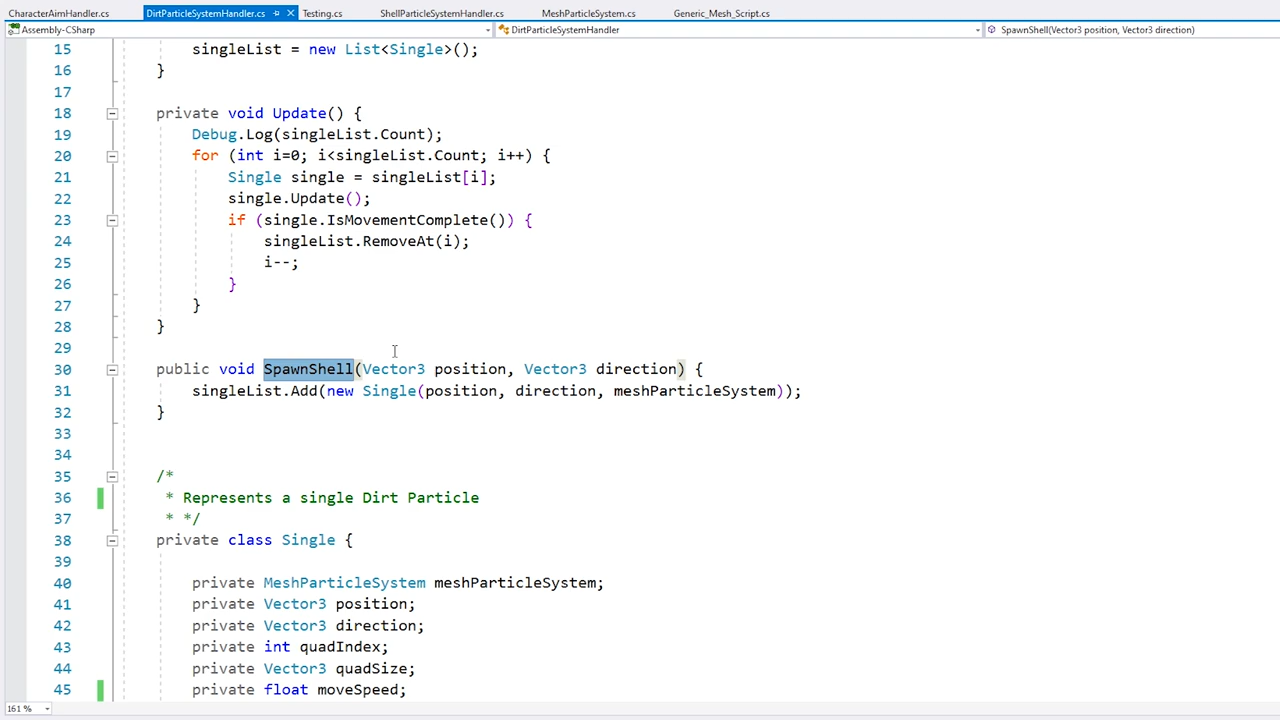 CharacterAimHandler.cs DirtParticleSystemHandler.cs Testing.cs ShellParticleSystemHandler.cs MeshParticleSystem.cs Generic_Mesh_Script.cs
Assembly-CSharp DirtParticleSystemHandler SpawnShell(Vector3 position, Vector3 direction)
15 singleList = new List<Single>();
16 }
17
18 private void Update() {
19 Debug.Log(singleList.Count);
20 for (int i=0; i<singleList.Count; i++) {
21 Single single = singleList[i];
22 single.Update();
23 if (single.IsMovementComplete()) {
24 singleList.RemoveAt(i);
25 i--;
26 }
27 }
28 }
29
30 public void SpawnShell(Vector3 position, Vector3 direction) {
31 singleList.Add(new Single(position, direction, meshParticleSystem));
32 }
33
34
35 /*
36 * Represents a single Dirt Particle
37 * */
38 private class Single {
39
40 private MeshParticleSystem meshParticleSystem;
41 private Vector3 position;
42 private Vector3 direction;
43 private int quadIndex;
44 private Vector3 quadSize;
45 private float moveSpeed;
161 %